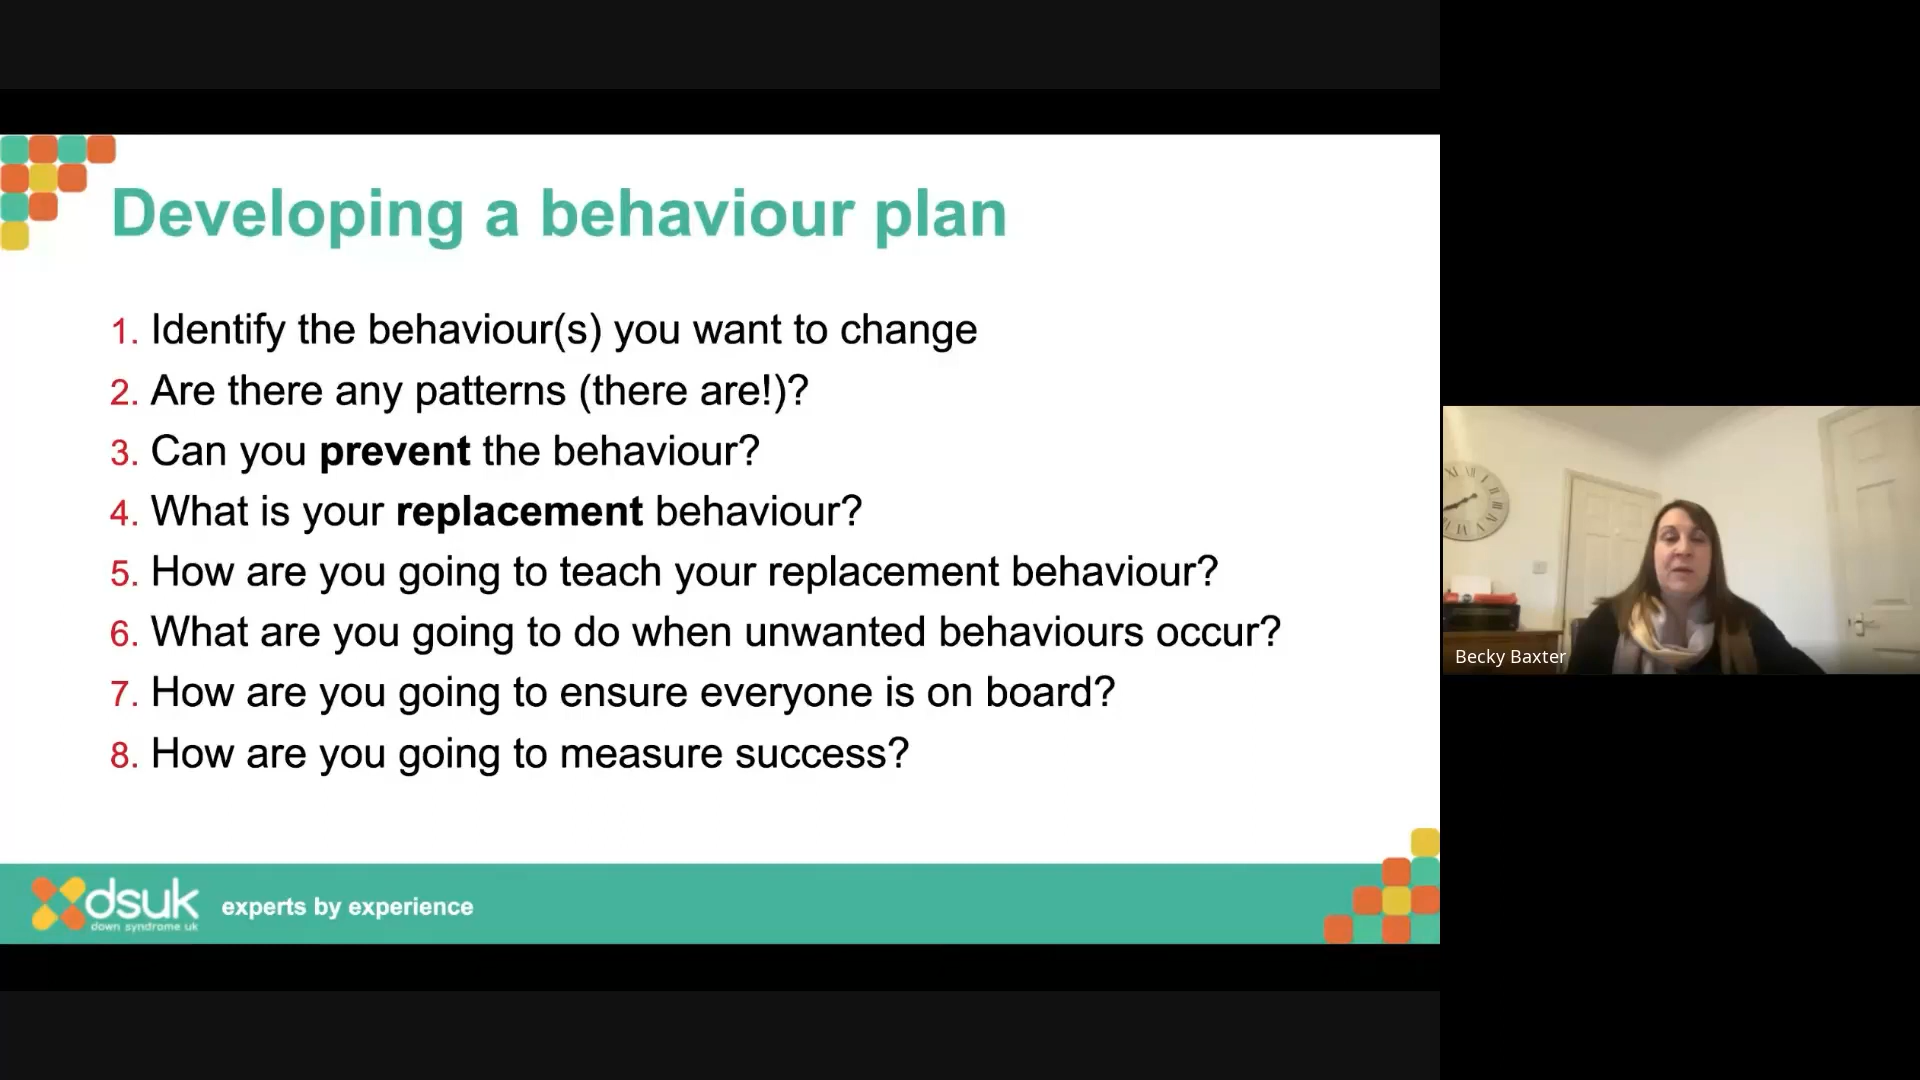 Developing a behaviour plan
1. Identify the behaviour(s) you want to change
2. Are there any patterns (there are!)?
3. Can you prevent the behaviour?
4. What is your replacement behaviour?
5. How are you going to teach your replacement behaviour?
6. What are you going to do when unwanted behaviours occur?
7. How are you going to ensure everyone is on board?
8. How are you going to measure success?
dsuk
down syndrome uk
experts by experience
Becky Baxter